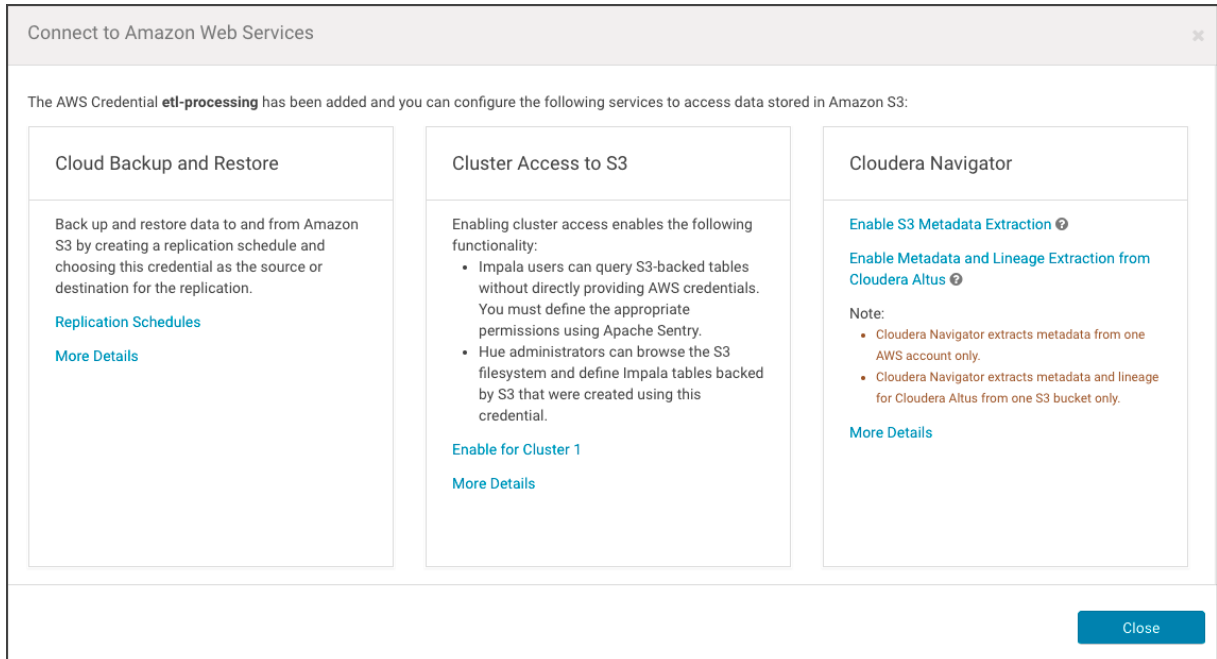 Connect to Amazon Web Services
The AWS Credential etl-processing has been added and you can configure the following services to access data stored in Amazon S3:
Cloud Backup and Restore
Back up and restore data to and from Amazon
S3 by creating a replication schedule and
choosing this credential as the source or
destination for the replication.
Replication Schedules
More Details
Cluster Access to S3
Enabling cluster access enables the following
functionality:
• Impala users can query S3-backed tables
without directly providing AWS credentials.
You must define the appropriate
permissions using Apache Sentry.
• Hue administrators can browse the S3
filesystem and define Impala tables backed
by S3 that were created using this
credential.
Enable for Cluster 1
More Details
Cloudera Navigator
Enable S3 Metadata Extraction
Enable Metadata and Lineage Extraction from
Cloudera Altus
Note:
• Cloudera Navigator extracts metadata from one
AWS account only.
• Cloudera Navigator extracts metadata and lineage
for Cloudera Altus from one S3 bucket only.
More Details
Close